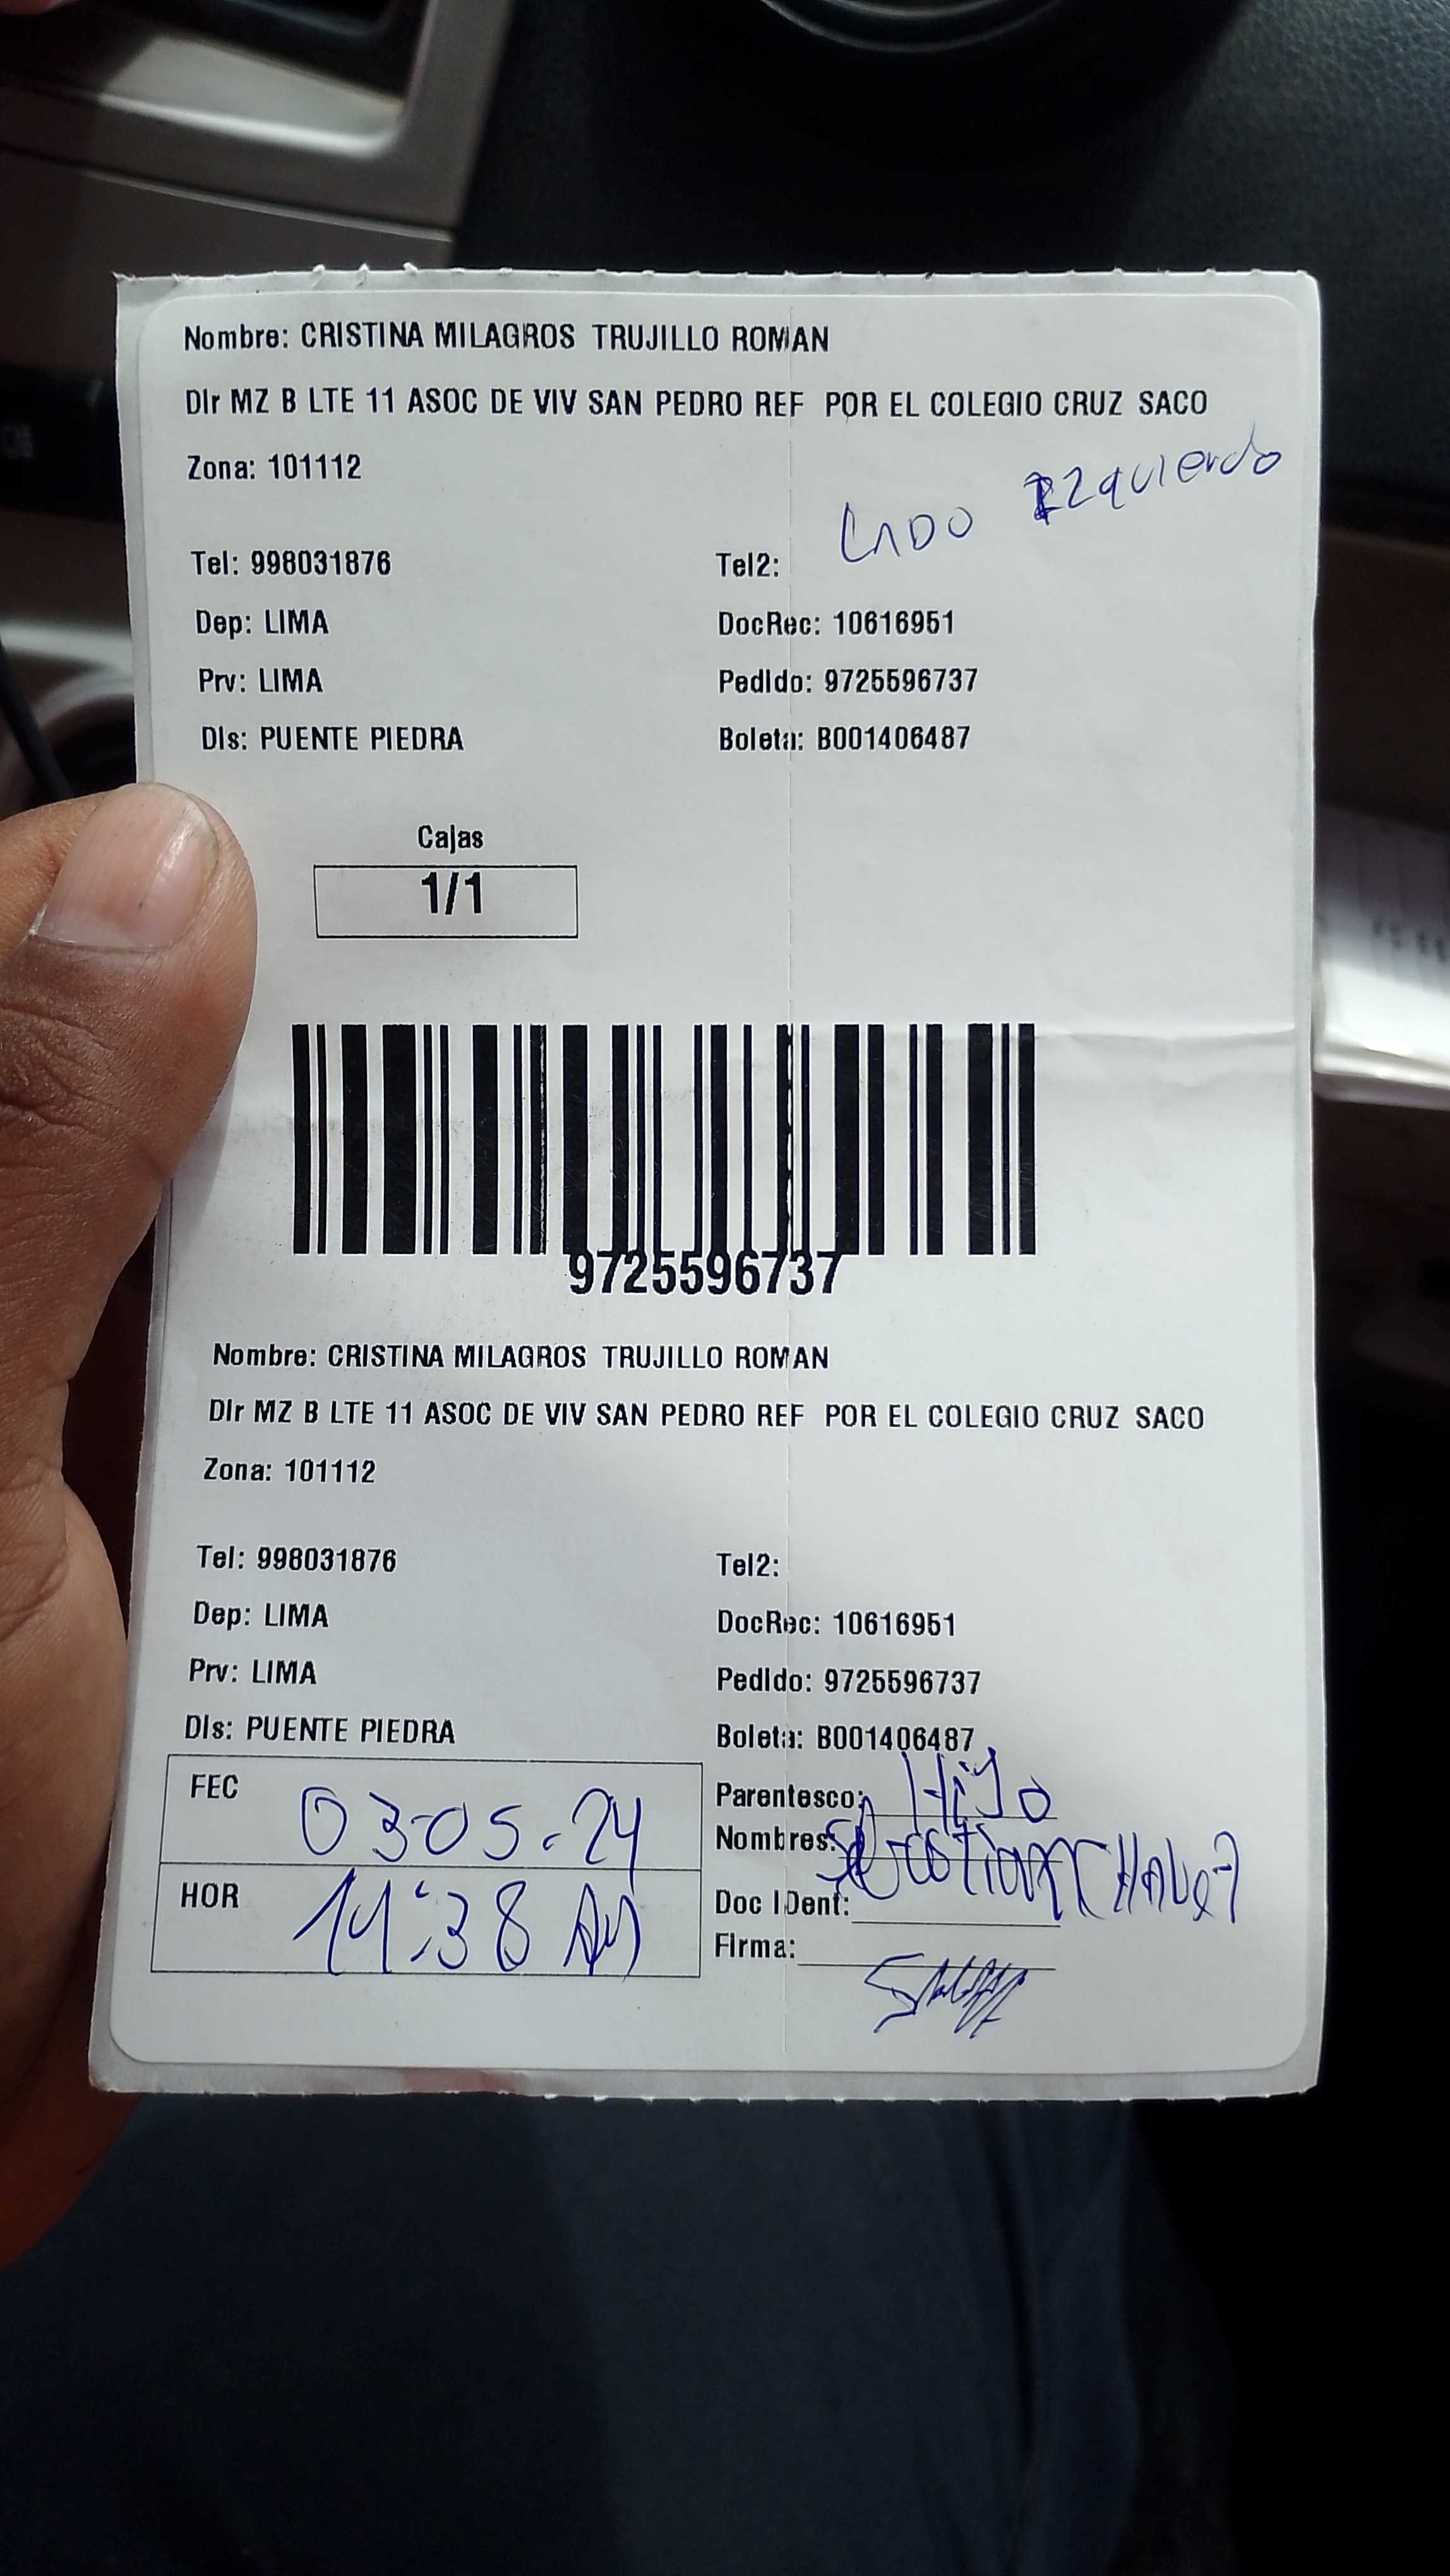 Nombre: CRISTINA MILAGROS TRUJILLO ROMAN
Dir MZ B LTE 11 ASOC DE VIV SAN PEDRO REF POR EL COLEGIO CRUZ SACO
Zona: 101112
LADO Izquierdo
Tel: 998031876 Tel2:
Dep: LIMA DocRec: 10616951
Prv: LIMA Pedido: 9725596737
Dis: PUENTE PIEDRA Boleta: B001406487
Cajas
1/1
9725596737
Nombre: CRISTINA MILAGROS TRUJILLO ROMAN
Dir MZ B LTE 11 ASOC DE VIV SAN PEDRO REF POR EL COLEGIO CRUZ SACO
Zona: 101112
Tel: 998031876 Tel2:
Dep: LIMA DocRec: 10616951
Prv: LIMA Pedido: 9725596737
Dis: PUENTE PIEDRA Boleta: B001406487
FEC 03-05-24 Parentesco: Hijo
Nombres: CHAVEZ
HOR Doc IDent:
Firma: